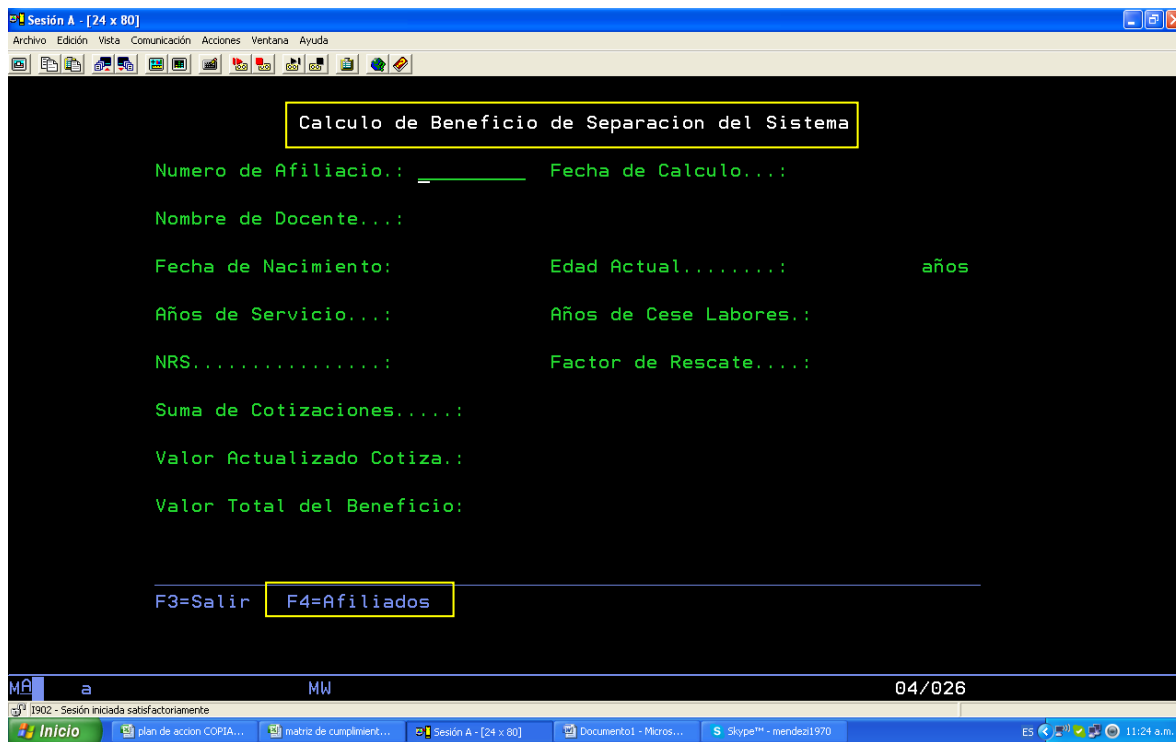 Sesión A - [24 x 80]
Archivo Edición Vista Comunicación Acciones Ventana Ayuda
Calculo de Beneficio de Separacion del Sistema
Numero de Afiliacio.: Fecha de Calculo...:
Nombre de Docente...:
Fecha de Nacimiento: Edad Actual........: años
Años de Servicio...: Años de Cese Labores.:
NRS................: Factor de Rescate....:
Suma de Cotizaciones.....:
Valor Actualizado Cotiza.:
Valor Total del Beneficio:
F3=Salir F4=Afiliados
MA a MW 04/026
I902 - Sesión iniciada satisfactoriamente
Inicio plan de accion COPIA... matriz de cumplimient... Sesión A - [24 x 80] Documento1 - Micros... Skype™ - mendezi1970 ES 11:24 a.m.